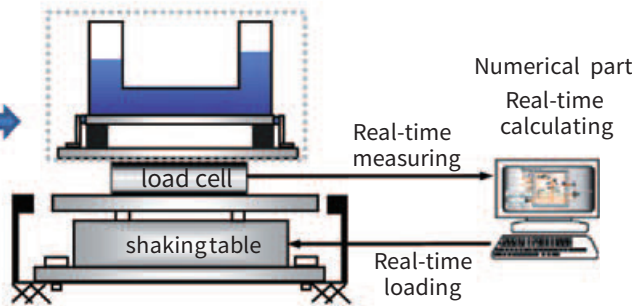 Numerical part
Real-time
calculating
Real-time
measuring
load cell
shaking table
Real-time
loading